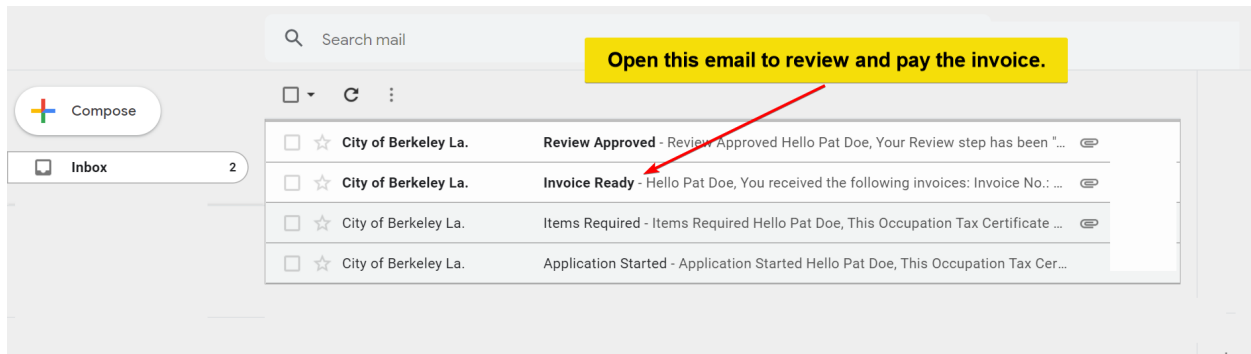 Search mail
Open this email to review and pay the invoice.
Compose
Inbox 2
City of Berkeley La. Review Approved - Review Approved Hello Pat Doe, Your Review step has been "...
City of Berkeley La. Invoice Ready - Hello Pat Doe, You received the following invoices: Invoice No.: ...
City of Berkeley La. Items Required - Items Required Hello Pat Doe, This Occupation Tax Certificate ...
City of Berkeley La. Application Started - Application Started Hello Pat Doe, This Occupation Tax Cer...